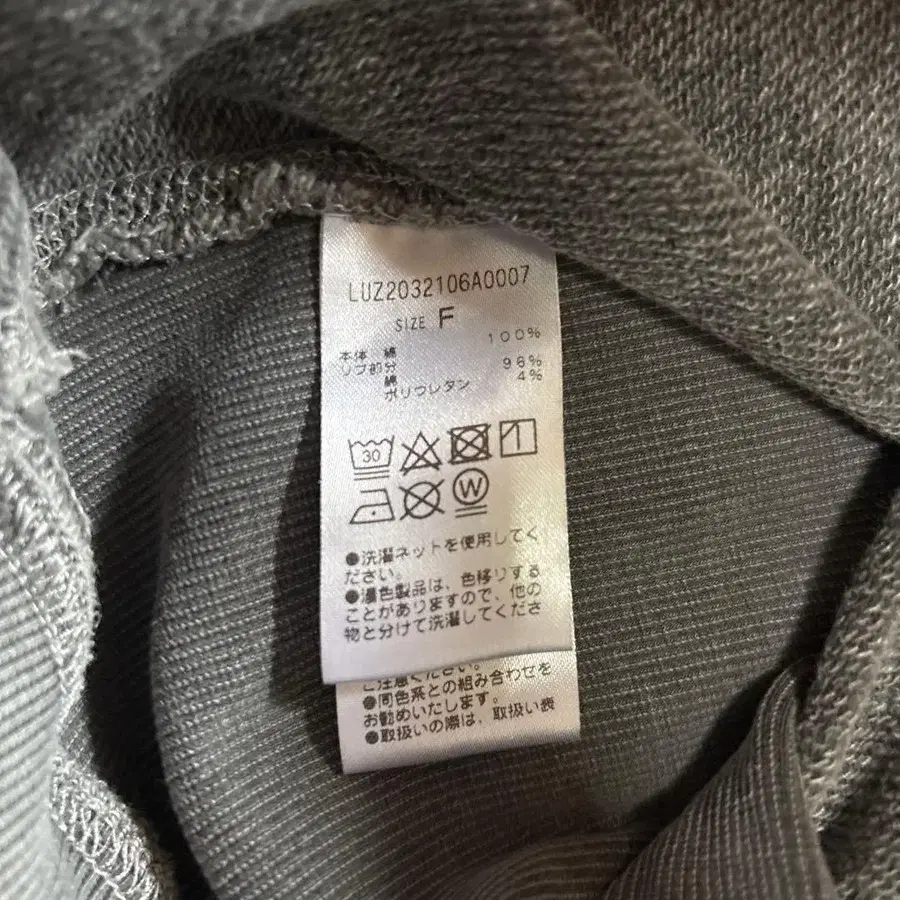 LUZ2032106A0007
SIZE F
本体 綿 100%
リブ部分
綿 96%
ポリウレタン 4%
30
W
●洗濯ネットを使用してく
ださい。
●濃色製品は、色移りする
ことがありますので、他の
物と分けて洗濯してくださ
ご注意ください。
●同色系との組み合わせを
お勧めいたします。
●取扱いの際は、取扱い表